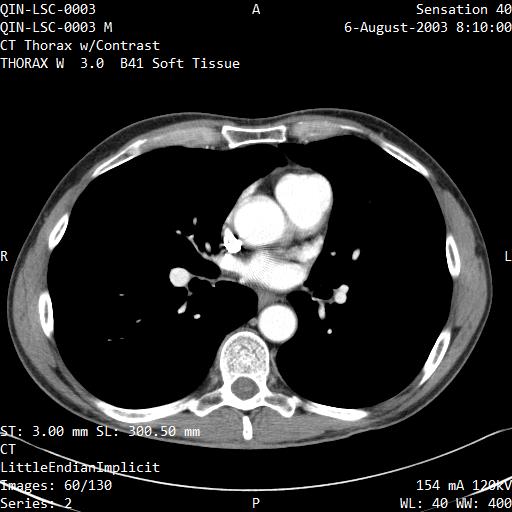 QIN-LSC-0003 A Sensation 40
QIN-LSC-0003 M 6-August-2003 8:10:00
CT Thorax w/Contrast
THORAX W 3.0 B41 Soft Tissue
R L
ST: 3.00 mm SL: 300.50 mm
CT
LittleEndianImplicit
Images: 60/130 154 mA 120kV
Series: 2 P WL: 40 WW: 400